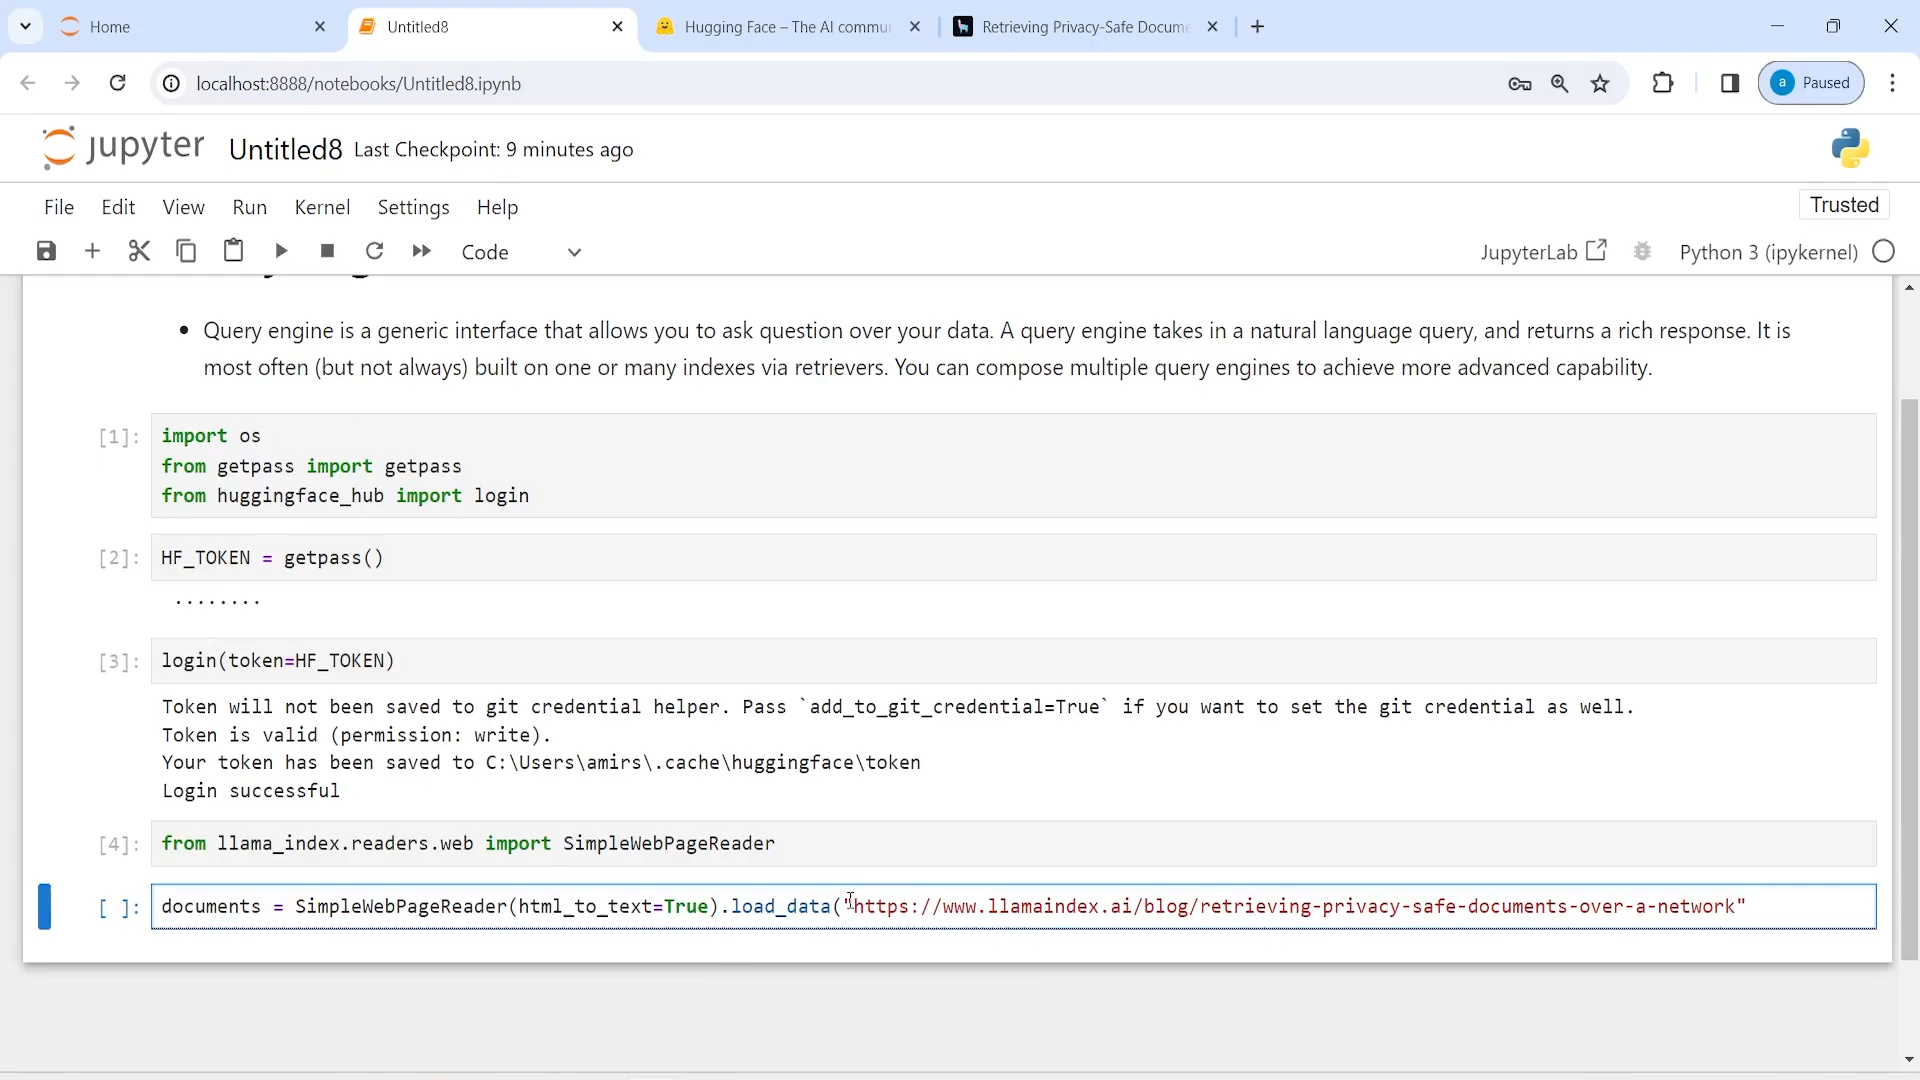 Home
Untitled8
Hugging Face – The AI commun
Retrieving Privacy-Safe Docume
localhost:8888/notebooks/Untitled8.ipynb
a Paused
jupyter Untitled8 Last Checkpoint: 9 minutes ago
File Edit View Run Kernel Settings Help
Trusted
Code
JupyterLab
Python 3 (ipykernel)
• Query engine is a generic interface that allows you to ask question over your data. A query engine takes in a natural language query, and returns a rich response. It is
most often (but not always) built on one or many indexes via retrievers. You can compose multiple query engines to achieve more advanced capability.
[1]: import os
from getpass import getpass
from huggingface_hub import login
[2]: HF_TOKEN = getpass()
········
[3]: login(token=HF_TOKEN)
Token will not been saved to git credential helper. Pass `add_to_git_credential=True` if you want to set the git credential as well.
Token is valid (permission: write).
Your token has been saved to C:\Users\amirs\.cache\huggingface\token
Login successful
[4]: from llama_index.readers.web import SimpleWebPageReader
[ ]: documents = SimpleWebPageReader(html_to_text=True).load_data("https://www.llamaindex.ai/blog/retrieving-privacy-safe-documents-over-a-network"